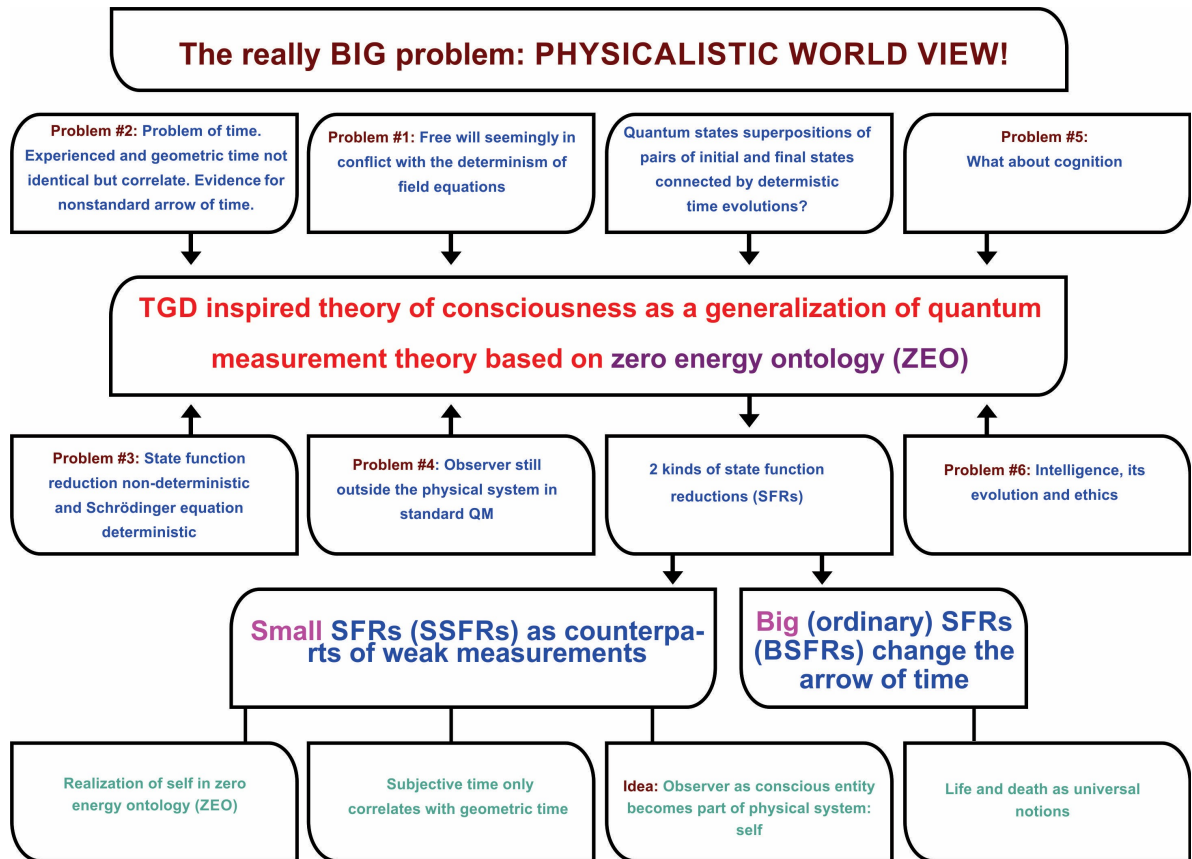 The really BIG problem: PHYSICALISTIC WORLD VIEW!
Problem #2: Problem of time.
Experienced and geometric time not
identical but correlate. Evidence for
nonstandard arrow of time.
Problem #1: Free will seemingly in
conflict with the determinism of
field equations
Quantum states superpositions of
pairs of initial and final states
connected by determistic
time evolutions?
Problem #5:
What about cognition
TGD inspired theory of consciousness as a generalization of quantum
measurement theory based on zero energy ontology (ZEO)
Problem #3: State function
reduction non-deterministic
and Schrödinger equation
deterministic
Problem #4: Observer still
outside the physical system in
standard QM
2 kinds of state function
reductions (SFRs)
Problem #6: Intelligence, its
evolution and ethics
Small SFRs (SSFRs) as counterpa-
rts of weak measurements
Big (ordinary) SFRs
(BSFRs) change the
arrow of time
Realization of self in zero
energy ontology (ZEO)
Subjective time only
correlates with geometric time
Idea: Observer as conscious entity
becomes part of physical system:
self
Life and death as universal
notions